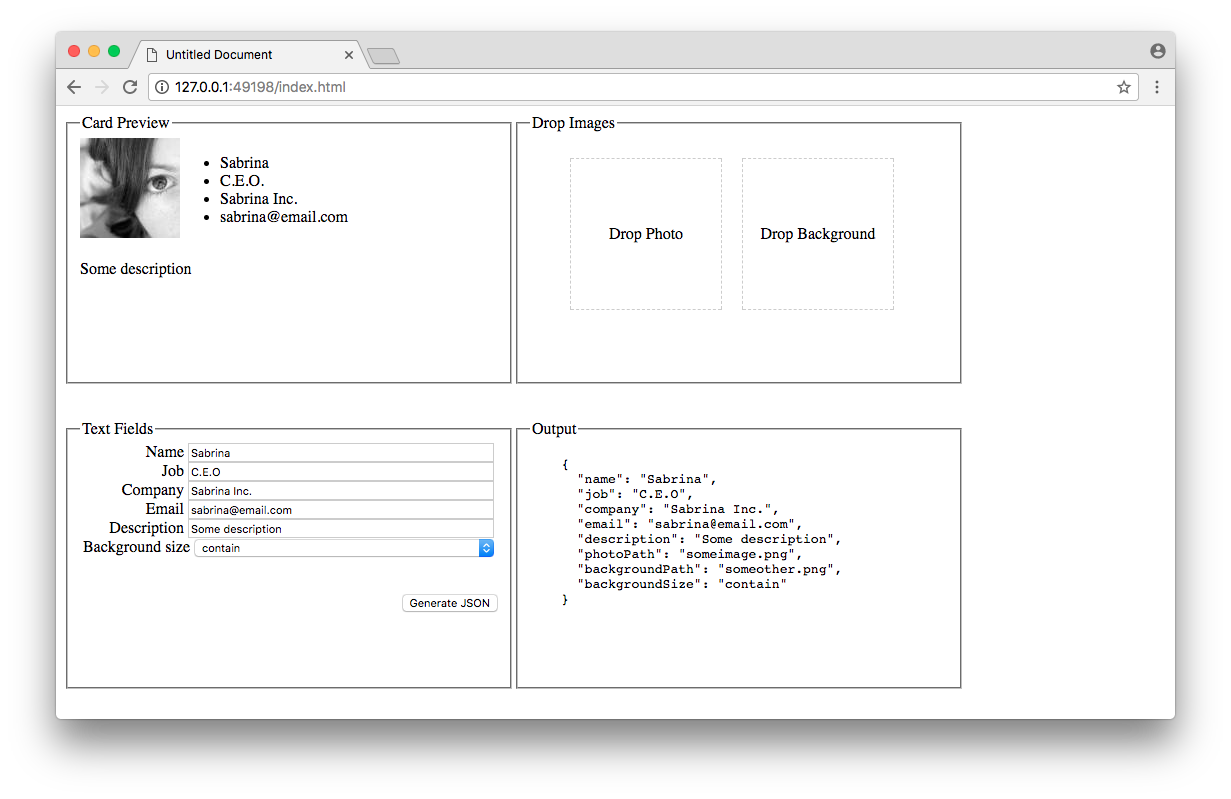 Untitled Document
127.0.0.1:49198/index.html
Card Preview
Sabrina
C.E.O.
Sabrina Inc.
sabrina@email.com
Some description
Drop Images
Drop Photo
Drop Background
Text Fields
Name Sabrina
Job C.E.O
Company Sabrina Inc.
Email sabrina@email.com
Description Some description
Background size contain
Generate JSON
Output
{
"name": "Sabrina",
"job": "C.E.O",
"company": "Sabrina Inc.",
"email": "sabrina@email.com",
"description": "Some description",
"photoPath": "someimage.png",
"backgroundPath": "someother.png",
"backgroundSize": "contain"
}